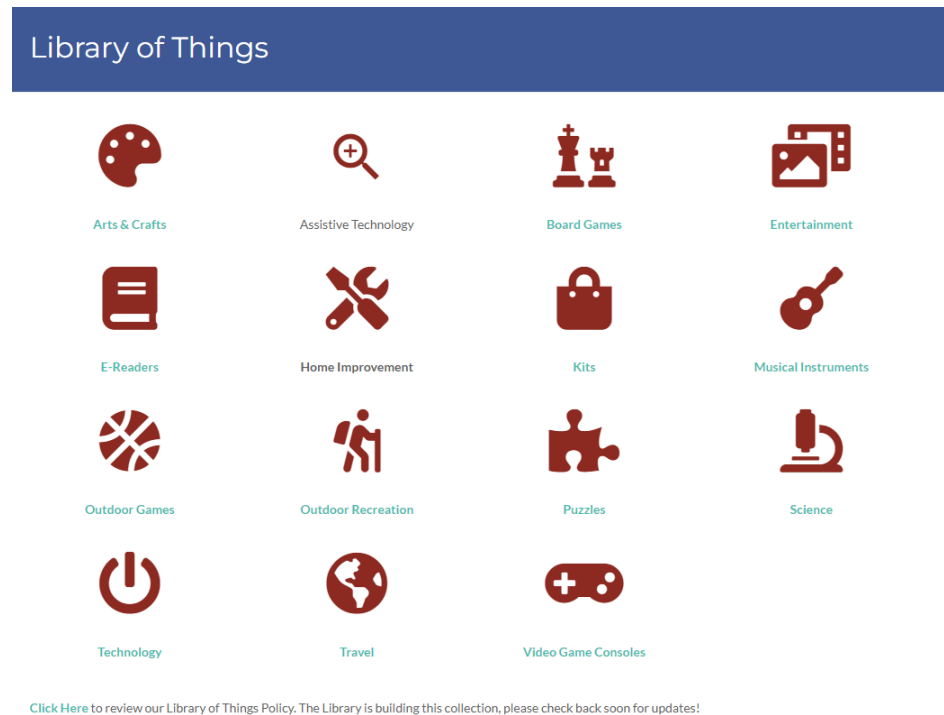 Library of Things
Arts & Crafts
Assistive Technology
Board Games
Entertainment
E-Readers
Home Improvement
Kits
Musical Instruments
Outdoor Games
Outdoor Recreation
Puzzles
Science
Technology
Travel
Video Game Consoles
Click Here to review our Library of Things Policy. The Library is building this collection, please check back soon for updates!